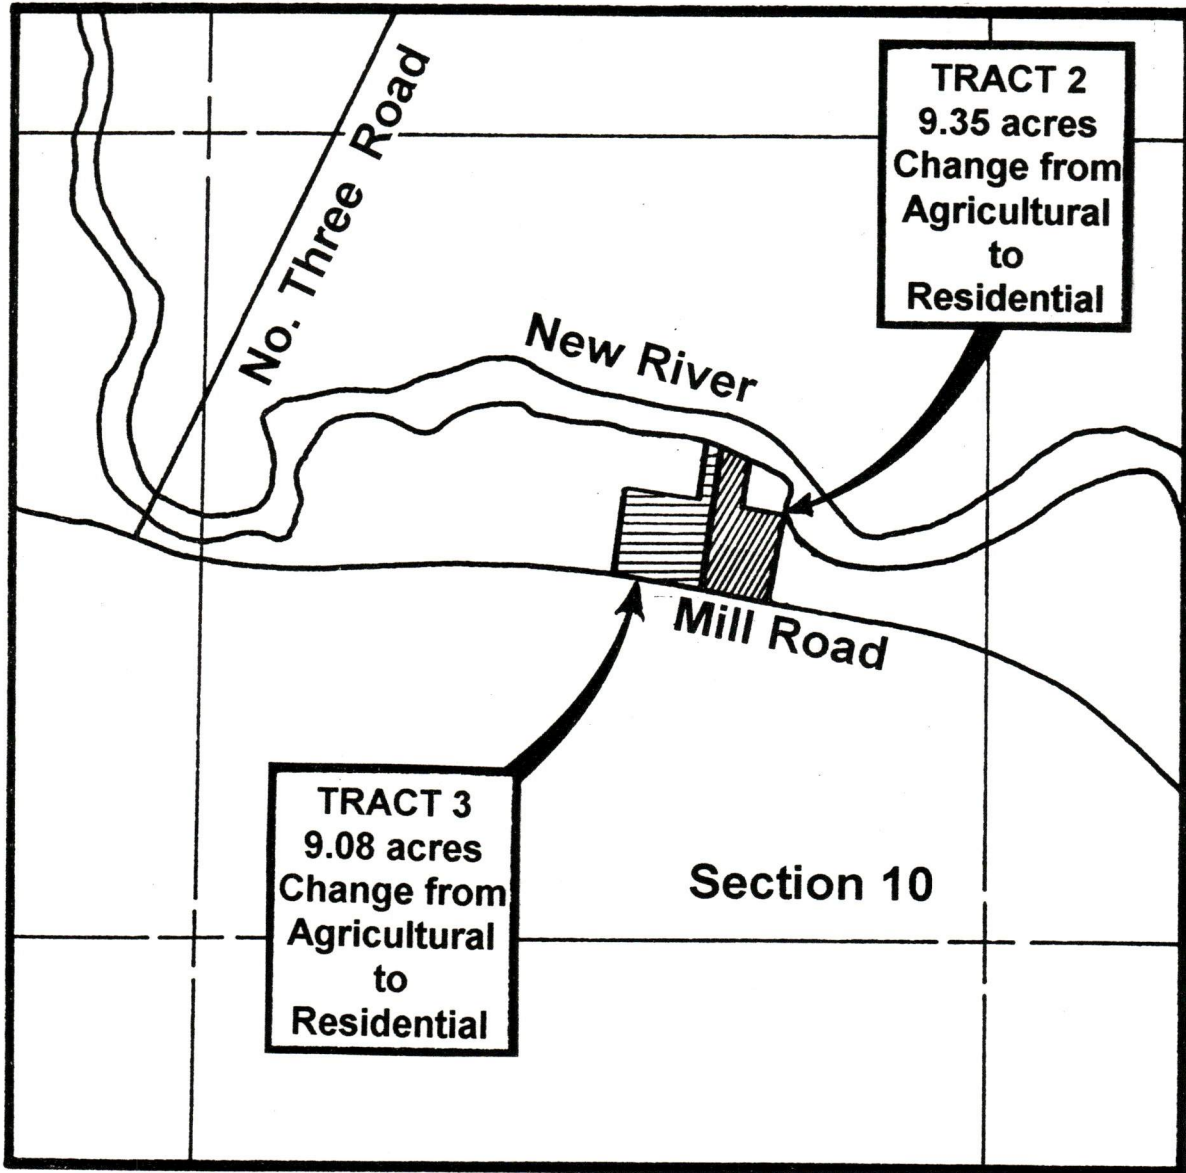 TRACT 2
9.35 acres
Change from
Agricultural
to
Residential
No. Three Road
New River
Mill Road
TRACT 3
9.08 acres
Change from
Agricultural
to
Residential
Section 10